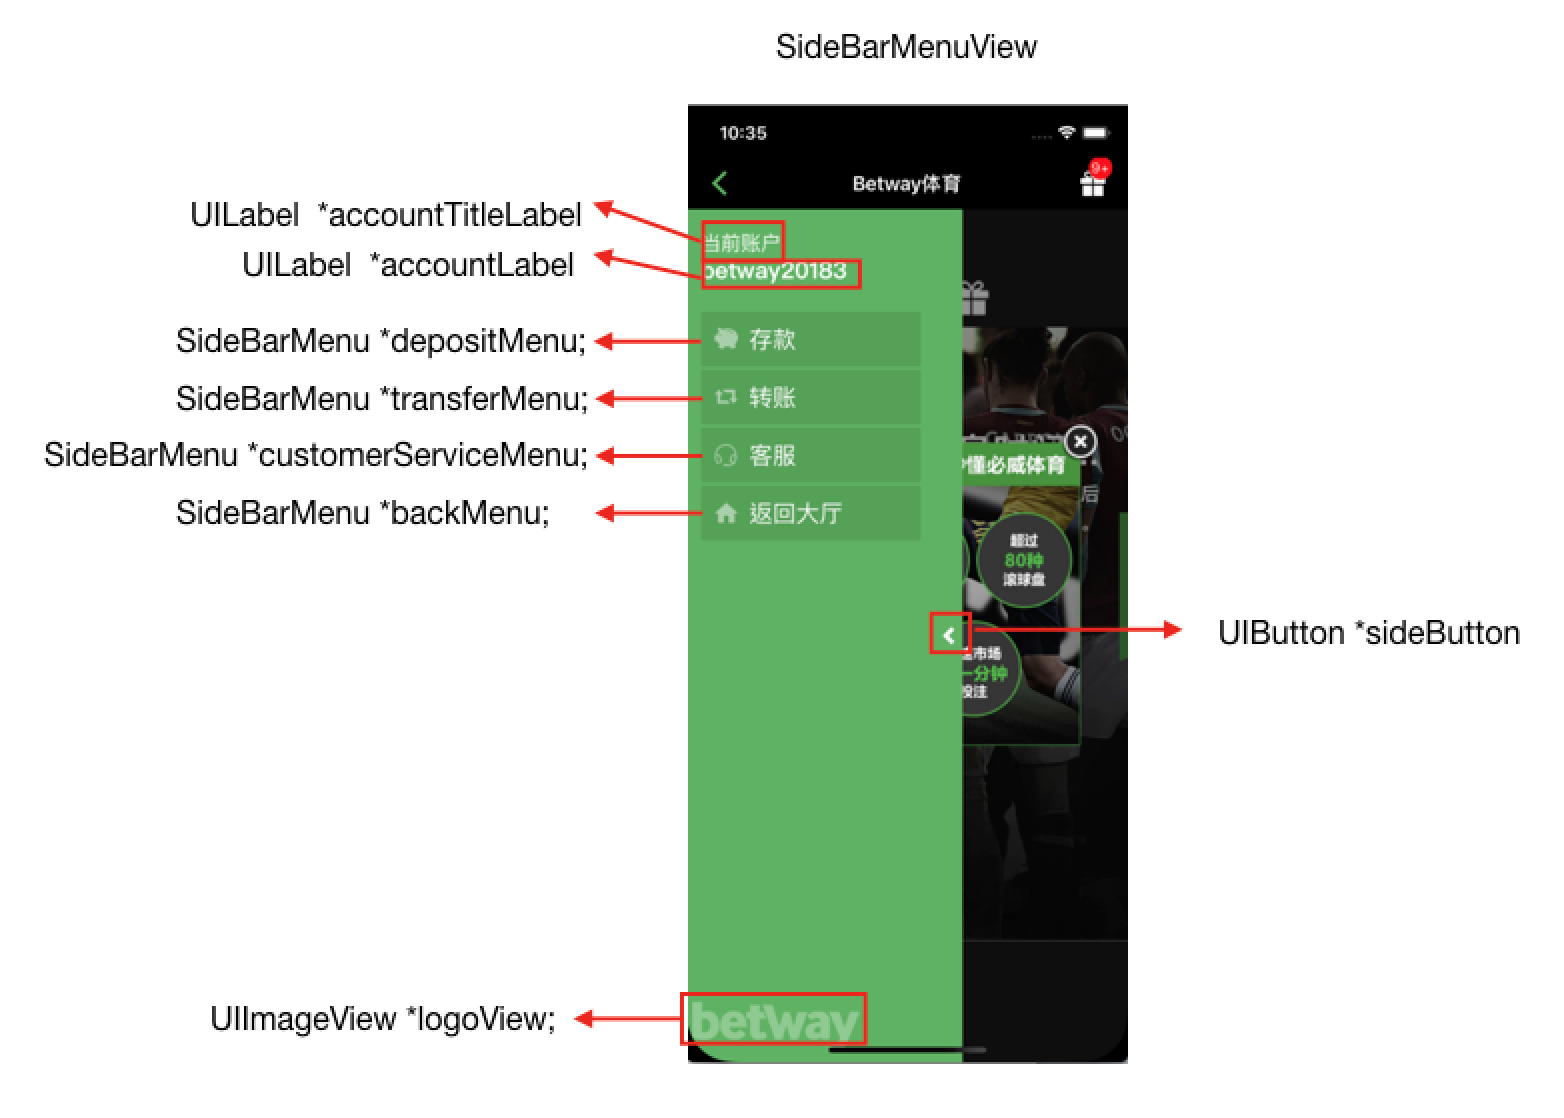 SideBarMenuView
10:35
Betway体育
9+
UILabel *accountTitleLabel
当前账户
UILabel *accountLabel
betway20183
SideBarMenu *depositMenu;
存款
SideBarMenu *transferMenu;
转账
SideBarMenu *customerServiceMenu;
客服
SideBarMenu *backMenu;
返回大厅
懂必威体育
后
超过
80种
滚球盘
UIButton *sideButton
市场
一分钟
投注
UIImageView *logoView;
betway